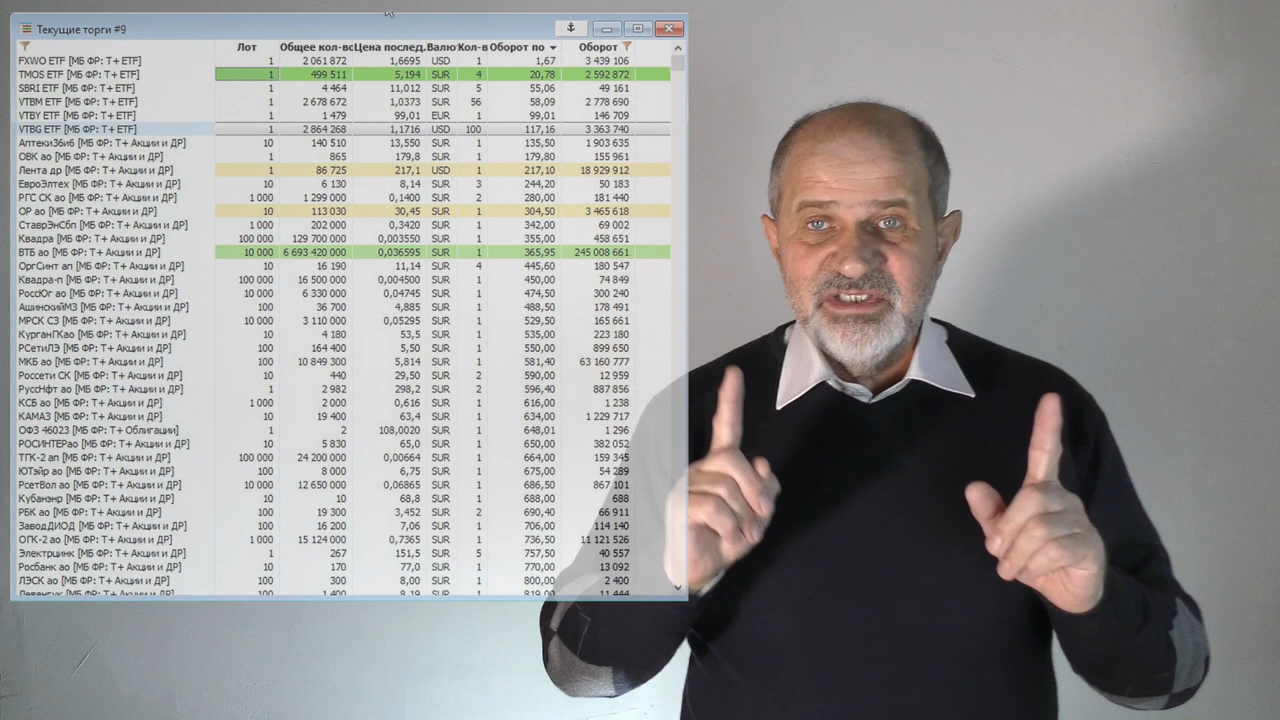 Текущие торги #9
Лот Общее кол-вс Цена послед. Валю Кол-в Оборот по Оборот
FXWO ETF [МБ ФР: Т+ ETF] 1 2 061 872 1,6695 USD 1 1,67 3 439 106
TMOS ETF [МБ ФР: Т+ ETF] 1 499 511 5,194 SUR 4 20,78 2 592 872
SBRI ETF [МБ ФР: Т+ ETF] 1 4 464 11,012 SUR 5 55,06 49 161
VTBM ETF [МБ ФР: Т+ ETF] 1 2 678 672 1,0373 SUR 56 58,09 2 778 690
VTBY ETF [МБ ФР: Т+ ETF] 1 1 479 99,01 EUR 1 99,01 146 709
VTBG ETF [МБ ФР: Т+ ETF] 1 2 864 268 1,1716 USD 100 117,16 3 363 740
Аптеки36и6 [МБ ФР: Т+ Акции и ДР] 10 140 510 13,550 SUR 1 135,50 1 903 635
ОВК ао [МБ ФР: Т+ Акции и ДР] 1 865 179,8 SUR 1 179,80 155 961
Лента др [МБ ФР: Т+ Акции и ДР] 1 86 725 217,1 USD 1 217,10 18 929 912
ЕвроЭлтех [МБ ФР: Т+ Акции и ДР] 10 6 130 8,14 SUR 3 244,20 50 183
РГС СК ао [МБ ФР: Т+ Акции и ДР] 1 000 1 299 000 0,1400 SUR 2 280,00 181 440
ОР ао [МБ ФР: Т+ Акции и ДР] 10 113 030 30,45 SUR 1 304,50 3 465 618
СтаврЭнСбп [МБ ФР: Т+ Акции и ДР] 1 000 202 000 0,3420 SUR 1 342,00 69 002
Квадра [МБ ФР: Т+ Акции и ДР] 100 000 129 700 000 0,003550 SUR 1 355,00 458 651
ВТБ ао [МБ ФР: Т+ Акции и ДР] 10 000 6 693 420 000 0,036595 SUR 1 365,95 245 008 661
ОргСинт ап [МБ ФР: Т+ Акции и ДР] 10 16 190 11,14 SUR 4 445,60 180 547
Квадра-п [МБ ФР: Т+ Акции и ДР] 100 000 16 500 000 0,004500 SUR 1 450,00 74 849
РоссЮг ао [МБ ФР: Т+ Акции и ДР] 10 000 6 330 000 0,04745 SUR 1 474,50 300 240
АшинскийМЗ [МБ ФР: Т+ Акции и ДР] 100 36 700 4,885 SUR 1 488,50 178 491
МРСК СЗ [МБ ФР: Т+ Акции и ДР] 10 000 3 110 000 0,05295 SUR 1 529,50 165 661
КурганГКао [МБ ФР: Т+ Акции и ДР] 10 4 180 53,5 SUR 1 535,00 223 180
РСетиЛЭ [МБ ФР: Т+ Акции и ДР] 100 164 400 5,50 SUR 1 550,00 899 650
МКБ ао [МБ ФР: Т+ Акции и ДР] 100 10 849 300 5,814 SUR 1 581,40 63 160 777
Россети СК [МБ ФР: Т+ Акции и ДР] 10 440 29,50 SUR 2 590,00 12 959
РуссНфт ао [МБ ФР: Т+ Акции и ДР] 1 2 982 298,2 SUR 2 596,40 887 856
КСБ ао [МБ ФР: Т+ Акции и ДР] 1 000 2 000 0,616 SUR 1 616,00 1 238
КАМАЗ [МБ ФР: Т+ Акции и ДР] 10 19 400 63,4 SUR 1 634,00 1 229 717
ОФЗ 46023 [МБ ФР: Т+ Облигации] 1 2 108,0020 SUR 1 648,01 1 296
РОСИНТЕРао [МБ ФР: Т+ Акции и ДР] 10 5 830 65,0 SUR 1 650,00 382 052
ТГК-2 ап [МБ ФР: Т+ Акции и ДР] 100 000 24 200 000 0,00664 SUR 1 664,00 159 345
ЮТэйр ао [МБ ФР: Т+ Акции и ДР] 100 8 000 6,75 SUR 1 675,00 54 289
РсетВол ао [МБ ФР: Т+ Акции и ДР] 10 000 12 650 000 0,06865 SUR 1 686,50 867 101
Кубанэнр [МБ ФР: Т+ Акции и ДР] 10 10 68,8 SUR 1 688,00 688
РБК ао [МБ ФР: Т+ Акции и ДР] 100 19 300 3,452 SUR 2 690,40 66 911
ЗаводДИОД [МБ ФР: Т+ Акции и ДР] 100 16 200 7,06 SUR 1 706,00 114 140
ОГК-2 ао [МБ ФР: Т+ Акции и ДР] 1 000 15 124 000 0,7365 SUR 1 736,50 11 121 526
Электрцинк [МБ ФР: Т+ Акции и ДР] 1 267 151,5 SUR 5 757,50 40 557
Росбанк ао [МБ ФР: Т+ Акции и ДР] 10 170 77,0 SUR 1 770,00 13 092
ЛЭСК ао [МБ ФР: Т+ Акции и ДР] 100 300 8,00 SUR 1 800,00 2 400
Левенгук [МБ ФР: Т+ Акции и ДР] 100 1 400 8,19 SUR 1 819,00 11 444